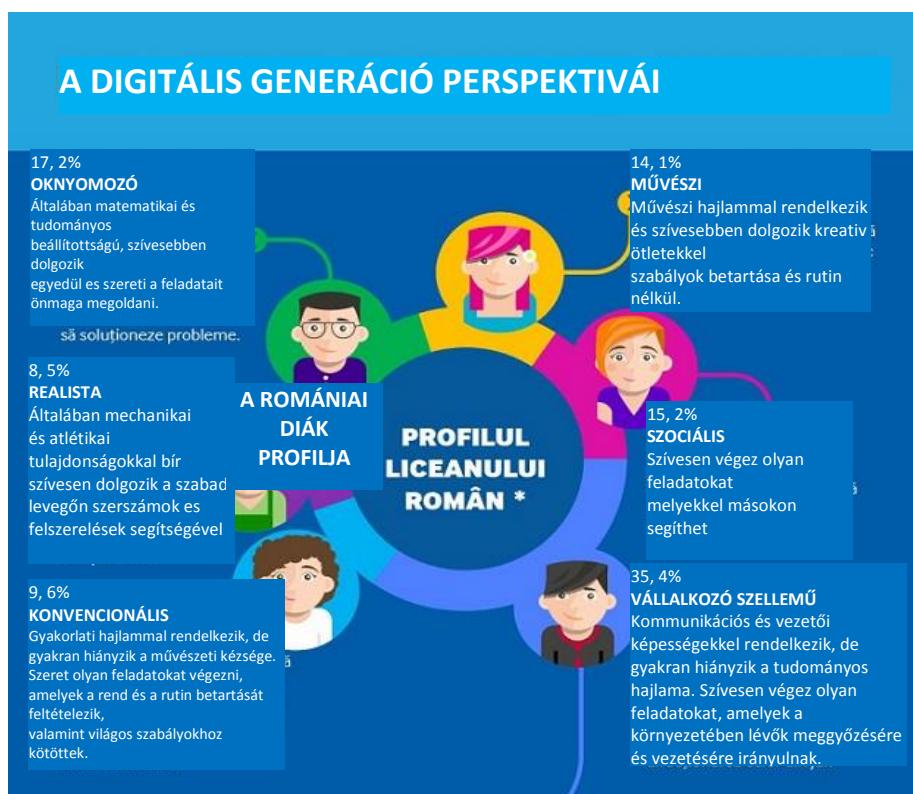 A DIGITÁLIS GENERÁCIÓ PERSPEKTIVÁI
17, 2%
OKNYOMOZÓ
Általában matematikai és
tudományos
beállítottságú, szívesebben
dolgozik
egyedül es szereti a feladatait
önmaga megoldani.
să soluționeze probleme.
8, 5%
REALISTA
Általában mechanikai
és atlétikai
tulajdonságokkal bír
szívesen dolgozik a szabad
levegőn szerszámok es
felszerelések segítségével
9, 6%
KONVENCIONÁLIS
Gyakorlati hajlammal rendelkezik, de
gyakran hiányzik a művészeti kézsége.
Szeret olyan feladatokat végezni,
amelyek a rend és a rutin betartását
feltételezik,
valamint világos szabályokhoz
kötöttek.
A ROMÁNIAI
DIÁK
PROFILJA
PROFILUL
LICEANULUI
ROMÂN *
14, 1%
MŰVÉSZI
Művészi hajlammal rendelkezik
és szívesebben dolgozik kreativ
ötletekkel
szabályok betartása és rutin
nélkül.
15, 2%
SZOCIÁLIS
Szívesen végez olyan
feladatokat
melyekkel másokon
segíthet
35, 4%
VÁLLALKOZÓ SZELLEMŰ
Kommunikációs és vezetői
képességekkel rendelkezik, de
gyakran hiányzik a tudományos
hajlama. Szívesen végez olyan
feladatokat, amelyek a
környezetében lévők meggyőzésére
és vezetésére irányulnak.